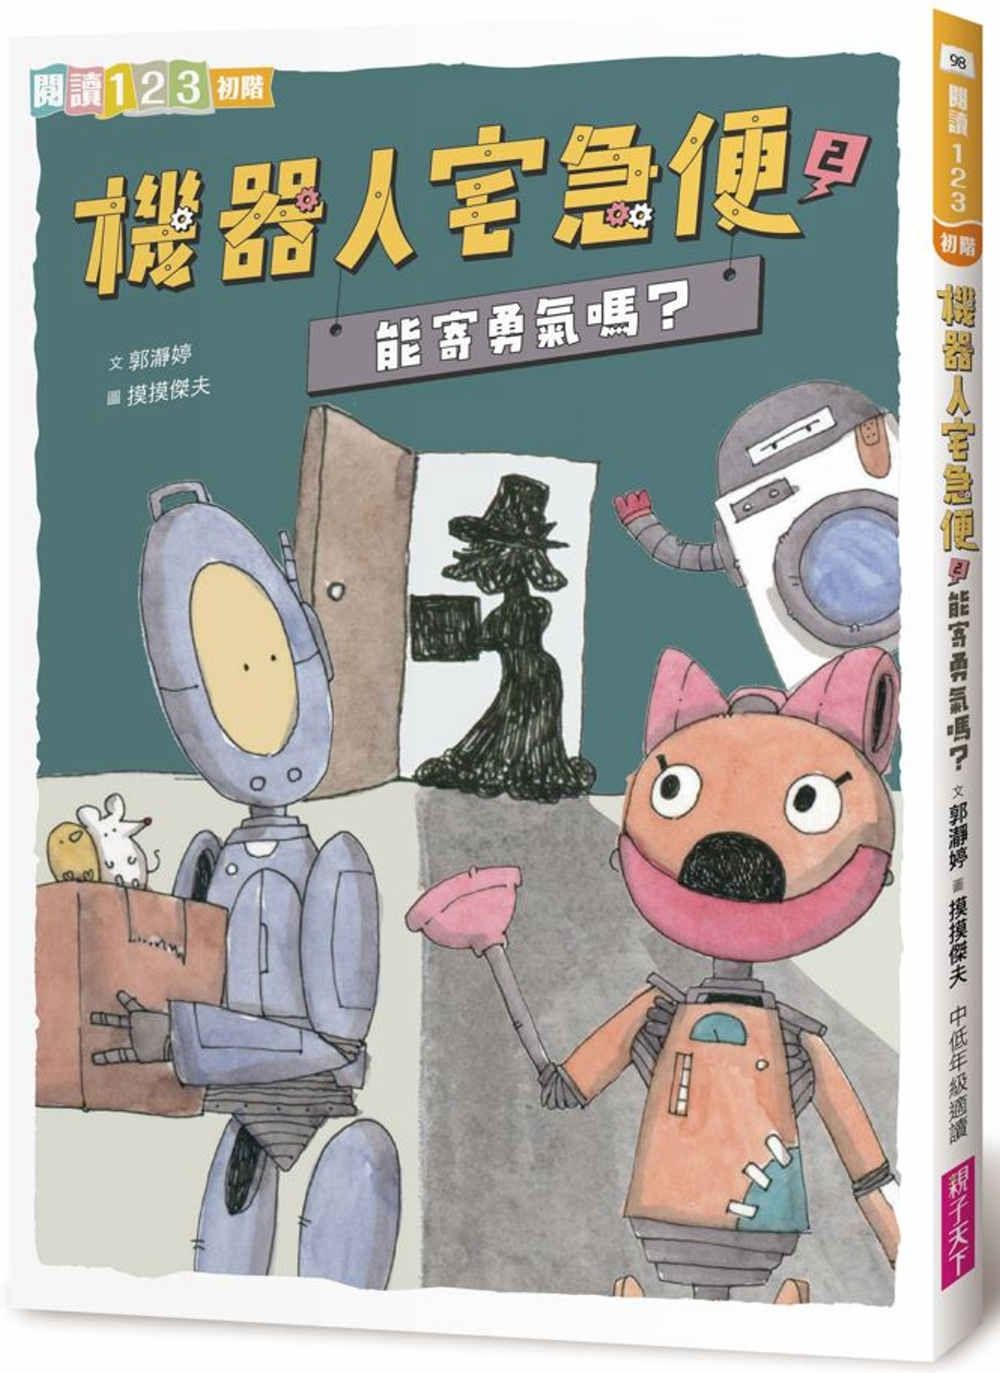 閱讀123 初階
機器人宅急便2
能寄勇氣嗎？
文 郭瀞婷
圖 摸摸傑夫
98
閱讀123
初階
機器人宅急便2能寄勇氣嗎？
文 郭瀞婷 圖 摸摸傑夫
中低年級適讀
親子天下